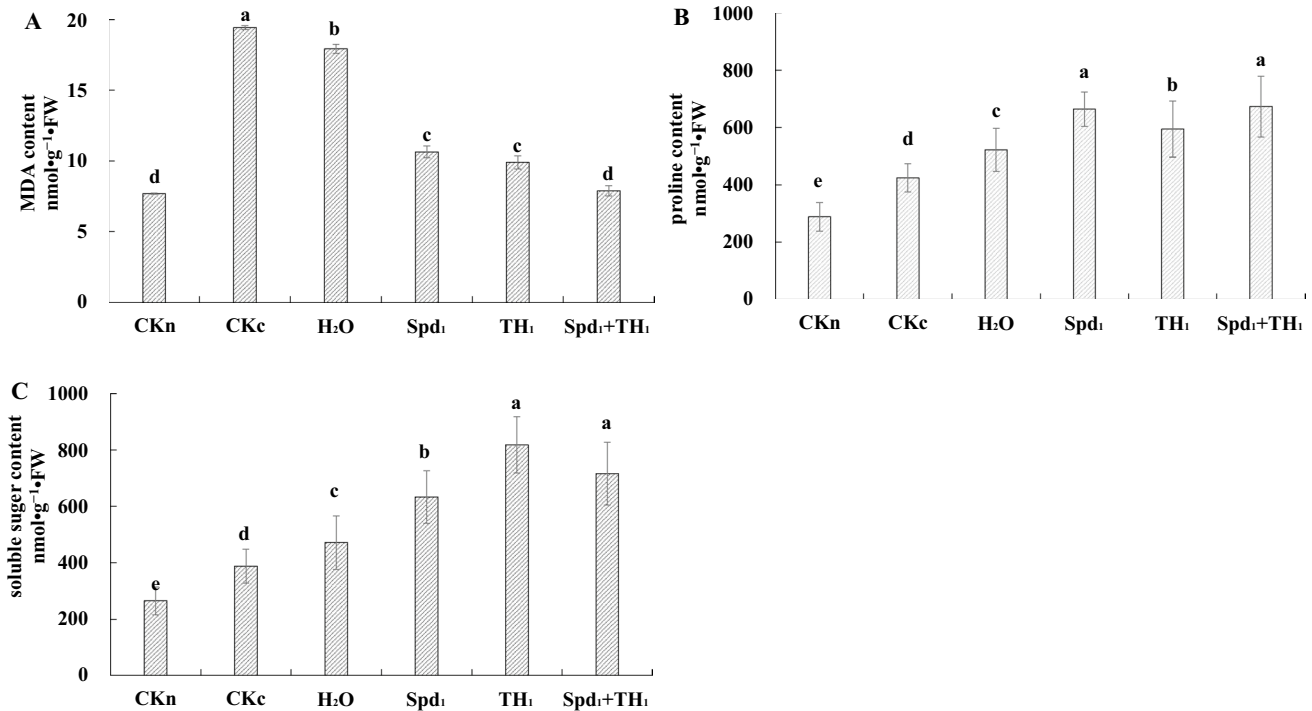 A
MDA content
nmol•g⁻¹•FW
20
15
10
5
0
a
b
c
c
d
d
CKn CKc H₂O Spd₁ TH₁ Spd₁+TH₁
B
proline content
nmol•g⁻¹•FW
1000
800
600
400
200
0
e
d
c
a
b
a
CKn CKc H₂O Spd₁ TH₁ Spd₁+TH₁
C
soluble suger content
nmol•g⁻¹•FW
1000
800
600
400
200
0
e
d
c
b
a
a
CKn CKc H₂O Spd₁ TH₁ Spd₁+TH₁